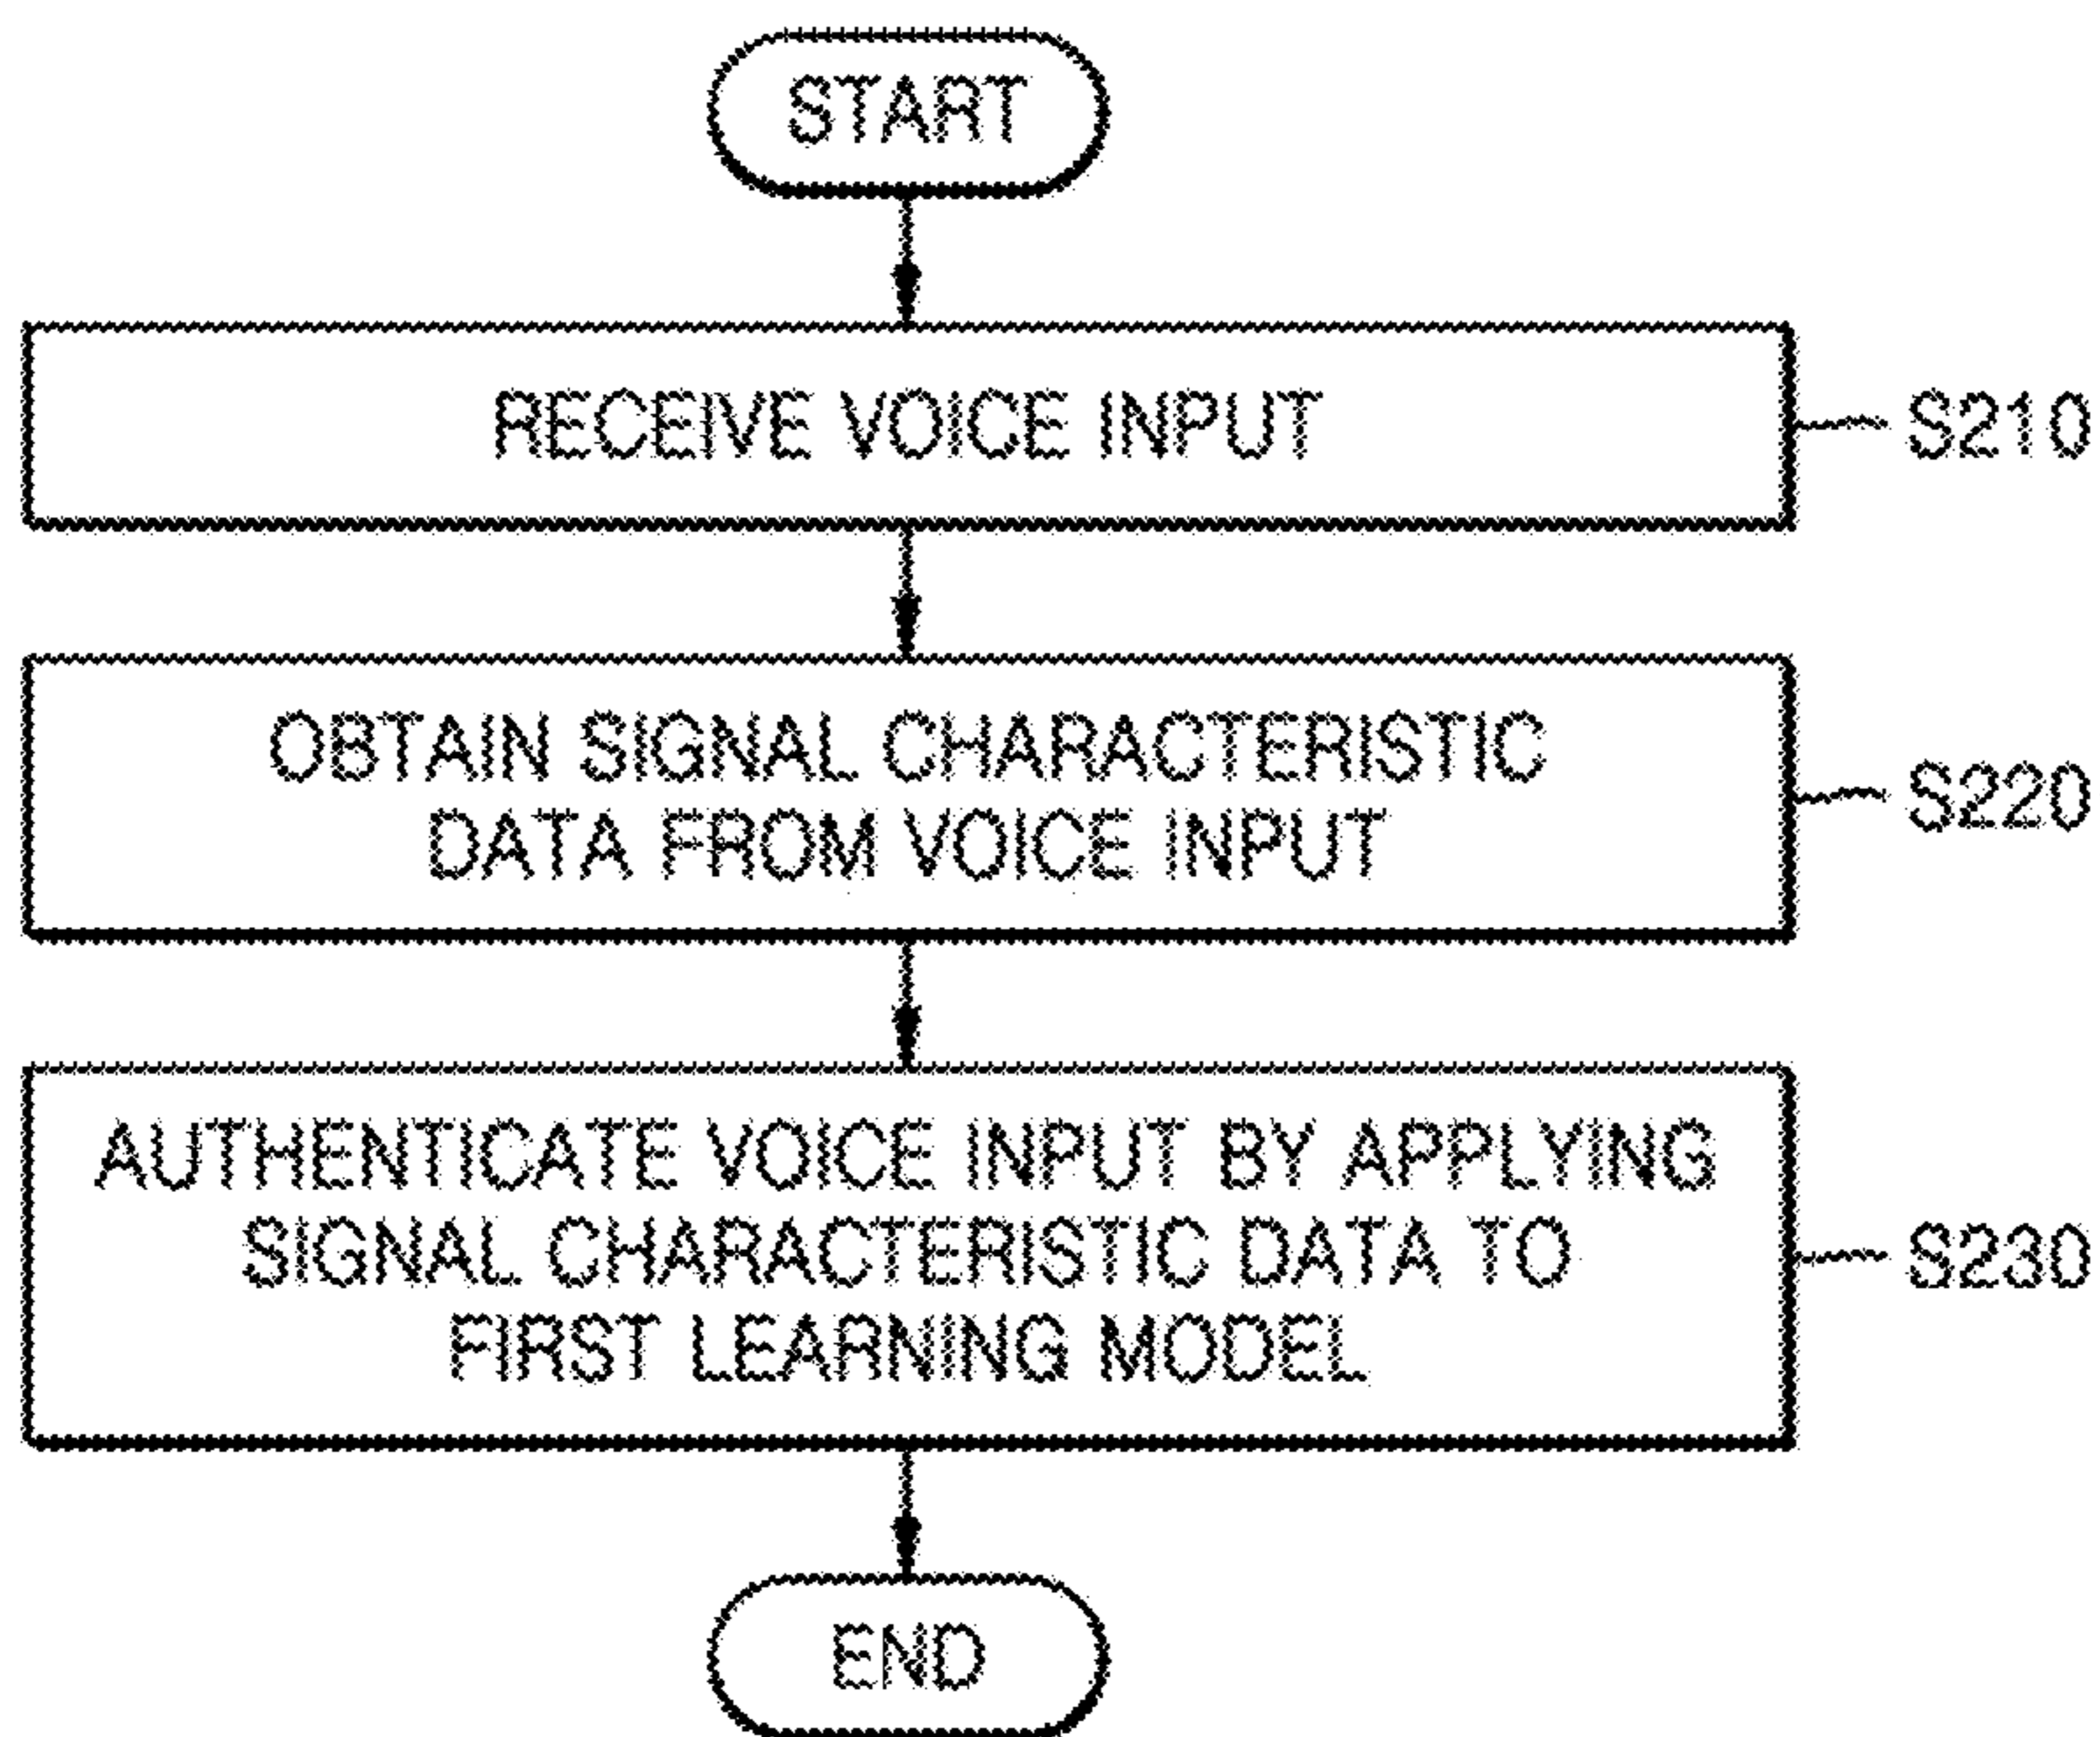 START
RECEIVE VOICE INPUT
S210
OBTAIN SIGNAL CHARACTERISTIC
DATA FROM VOICE INPUT
S220
AUTHENTICATE VOICE INPUT BY APPLYING
SIGNAL CHARACTERISTIC DATA TO
FIRST LEARNING MODEL
S230
END